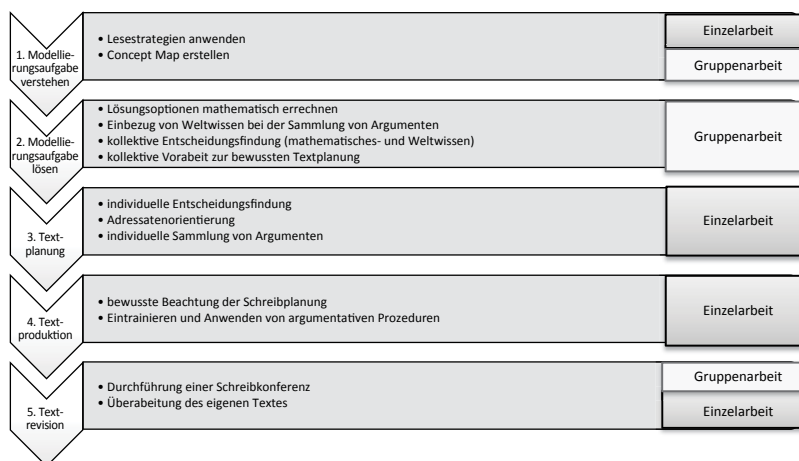 1. Modellie-
rungsaufgabe
verstehen
• Lesestrategien anwenden
• Concept Map erstellen
Einzelarbeit
Gruppenarbeit
2. Modellie-
rungsaufgabe
lösen
• Lösungsoptionen mathematisch errechnen
• Einbezug von Weltwissen bei der Sammlung von Argumenten
• kollektive Entscheidungsfindung (mathematisches- und Weltwissen)
• kollektive Vorabeit zur bewussten Textplanung
Gruppenarbeit
3. Text-
planung
• individuelle Entscheidungsfindung
• Adressatenorientierung
• individuelle Sammlung von Argumenten
Einzelarbeit
4. Text-
produktion
• bewusste Beachtung der Schreibplanung
• Eintrainieren und Anwenden von argumentativen Prozeduren
Einzelarbeit
5. Text-
revision
• Durchführung einer Schreibkonferenz
• Überabeitung des eigenen Textes
Gruppenarbeit
Einzelarbeit